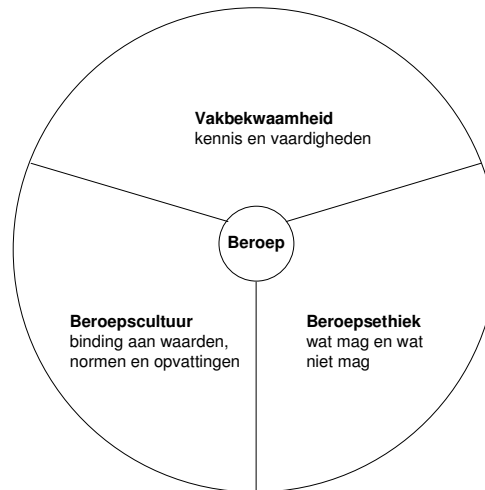 Vakbekwaamheid
kennis en vaardigheden
Beroep
Beroepscultuur
binding aan waarden,
normen en opvattingen
Beroepsethiek
wat mag en wat
niet mag